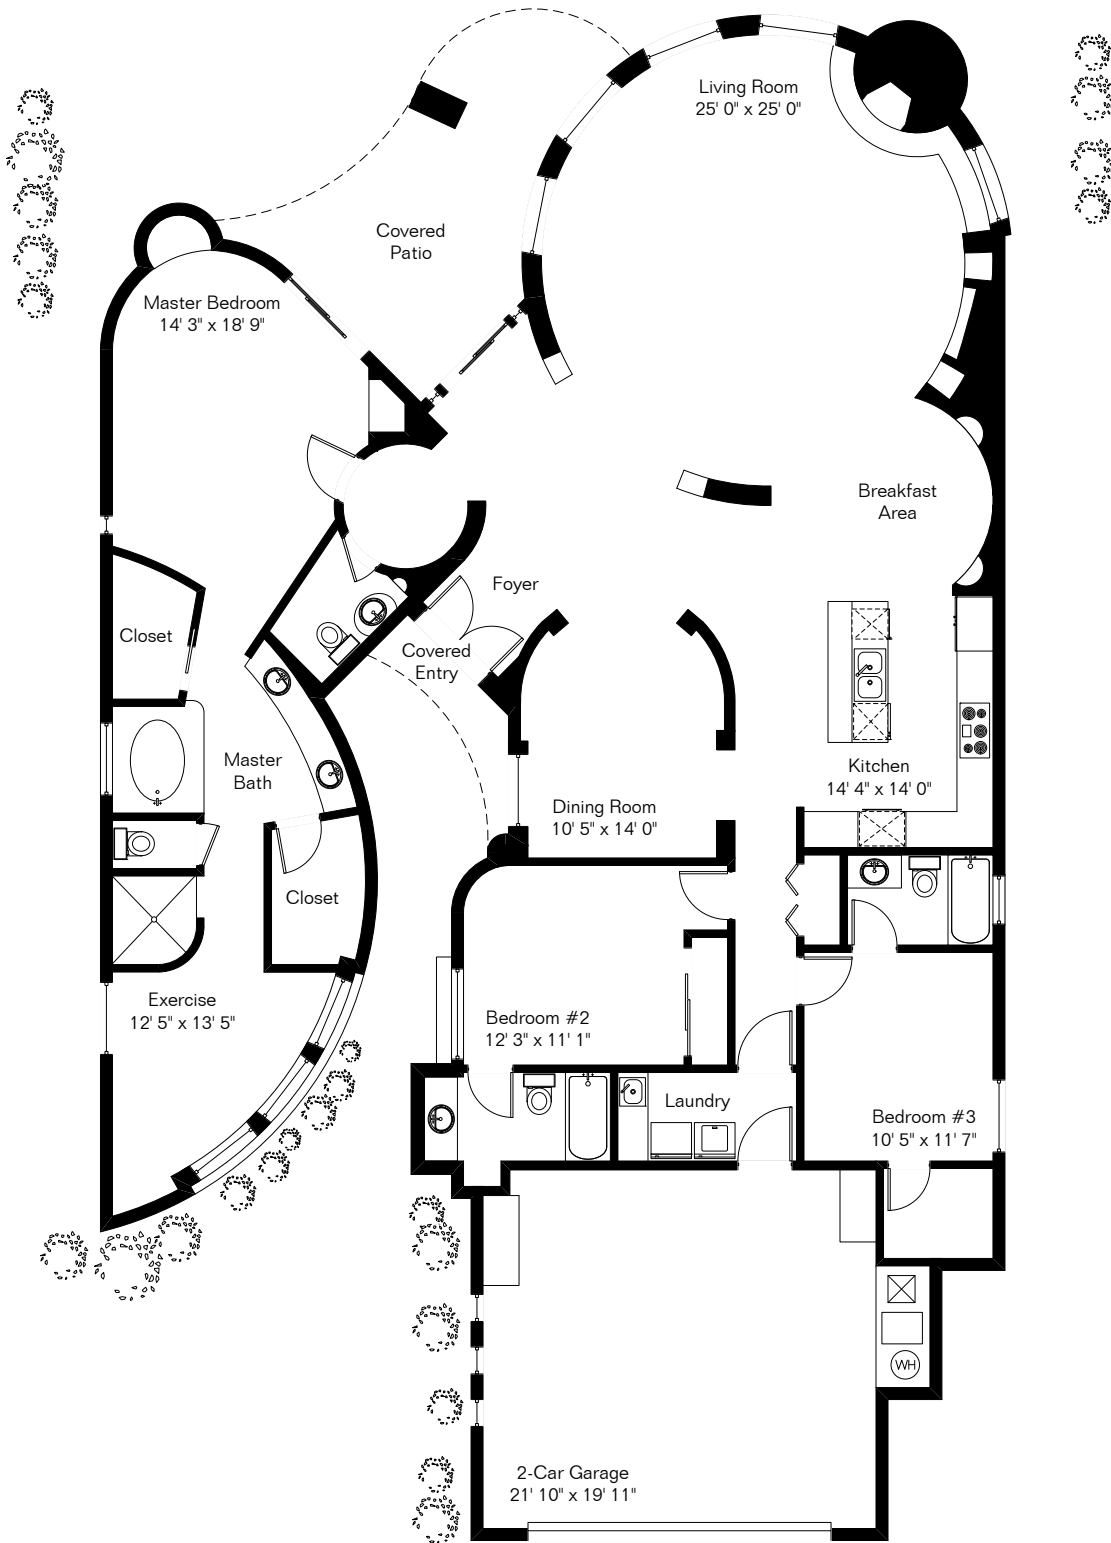 Living Room
25' 0" x 25' 0"
Covered
Patio
Master Bedroom
14' 3" x 18' 9"
Breakfast
Area
Foyer
Closet
Covered
Entry
Master
Bath
Kitchen
14' 4" x 14' 0"
Dining Room
10' 5" x 14' 0"
Closet
Exercise
12' 5" x 13' 5"
Bedroom #2
12' 3" x 11' 1"
Laundry
Bedroom #3
10' 5" x 11' 7"
WH
2-Car Garage
21' 10" x 19' 11"